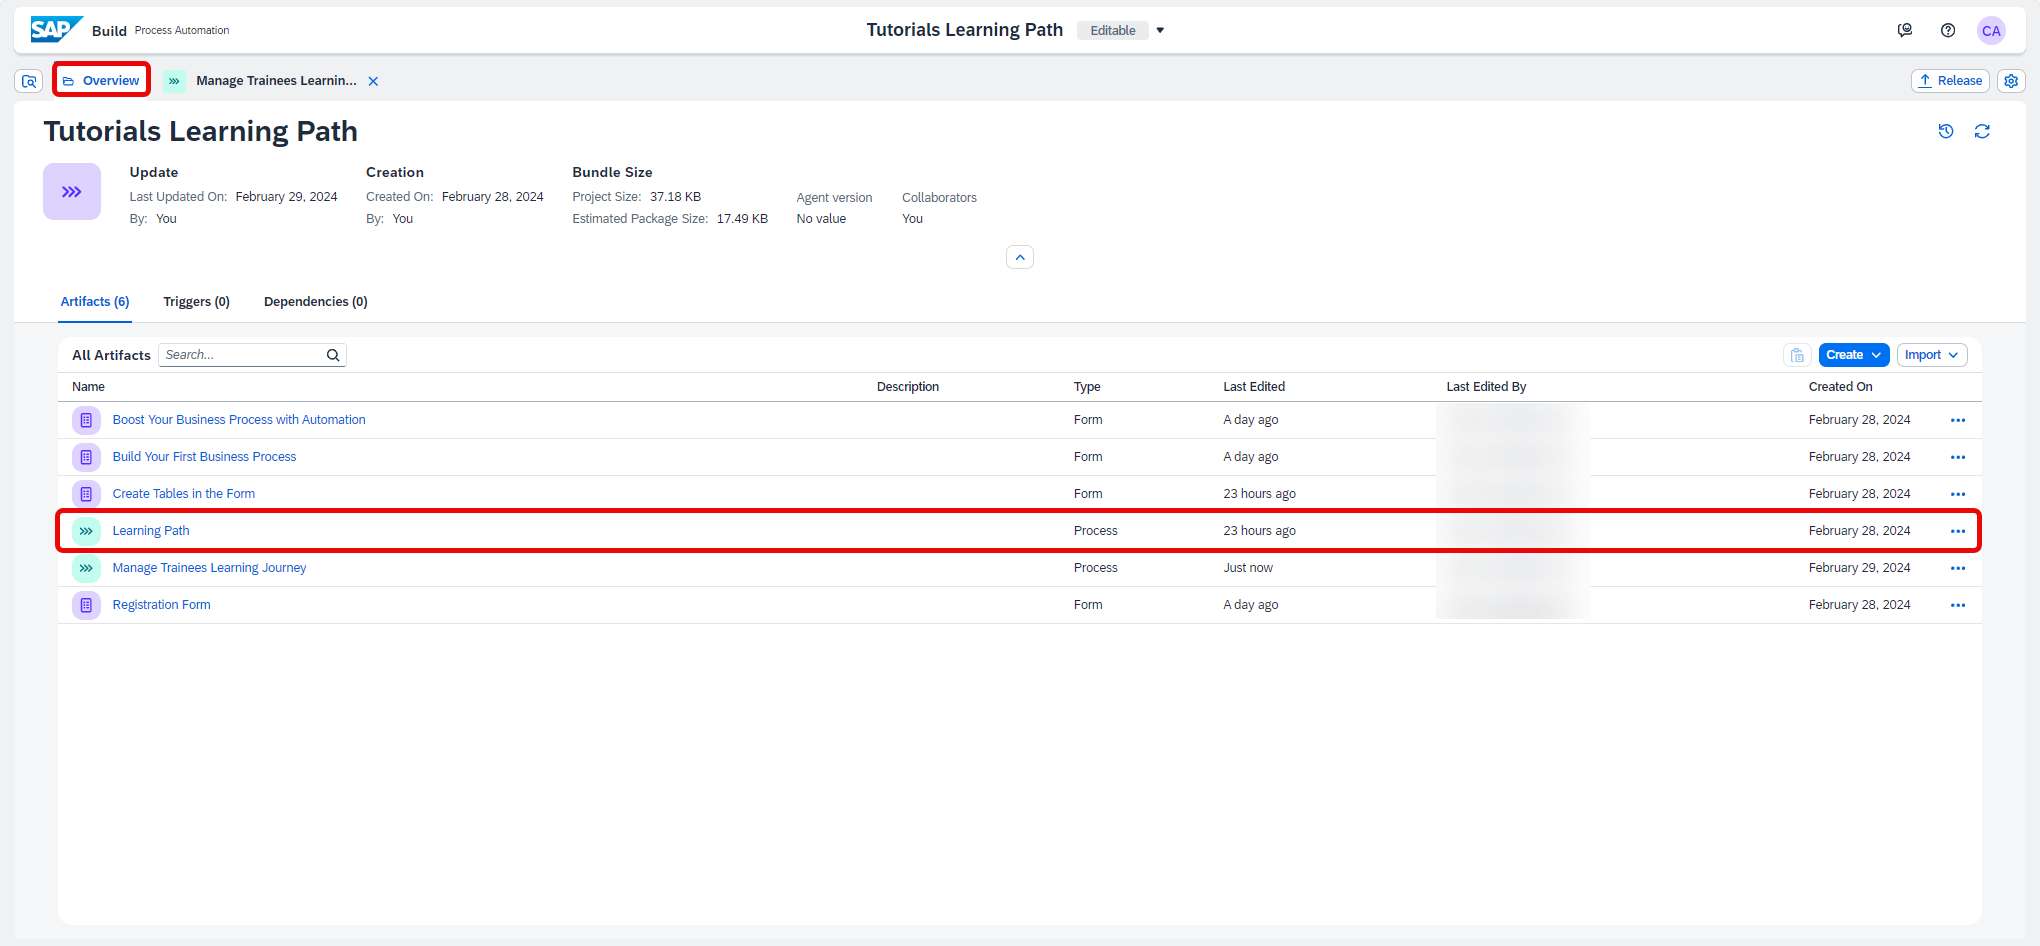 SAP Build Process Automation
Tutorials Learning Path Editable
CA
Overview
Manage Trainees Learnin...
Release
Tutorials Learning Path
Update Creation Bundle Size
Last Updated On: February 29, 2024 Created On: February 28, 2024 Project Size: 37.18 KB Agent version Collaborators
By: You By: You Estimated Package Size: 17.49 KB No value You
Artifacts (6) Triggers (0) Dependencies (0)
All Artifacts Search... Create Import
Name Description Type Last Edited Last Edited By Created On
Boost Your Business Process with Automation Form A day ago February 28, 2024
Build Your First Business Process Form A day ago February 28, 2024
Create Tables in the Form Form 23 hours ago February 28, 2024
Learning Path Process 23 hours ago February 28, 2024
Manage Trainees Learning Journey Process Just now February 29, 2024
Registration Form Form A day ago February 28, 2024